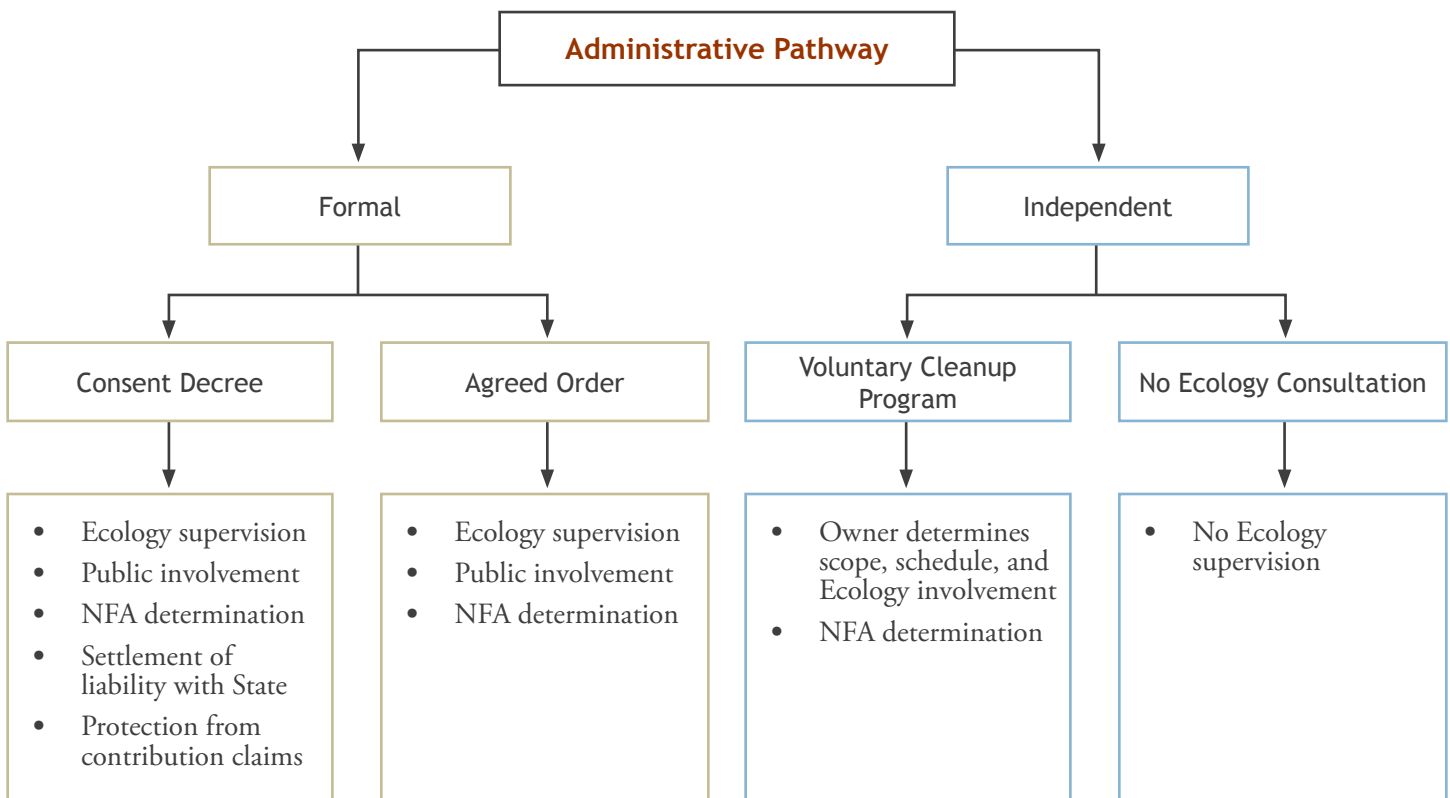 Administrative Pathway
Formal
Independent
Consent Decree
Agreed Order
Voluntary Cleanup
Program
No Ecology Consultation
• Ecology supervision
• Public involvement
• NFA determination
• Settlement of
liability with State
• Protection from
contribution claims
• Ecology supervision
• Public involvement
• NFA determination
• Owner determines
scope, schedule, and
Ecology involvement
• NFA determination
• No Ecology
supervision